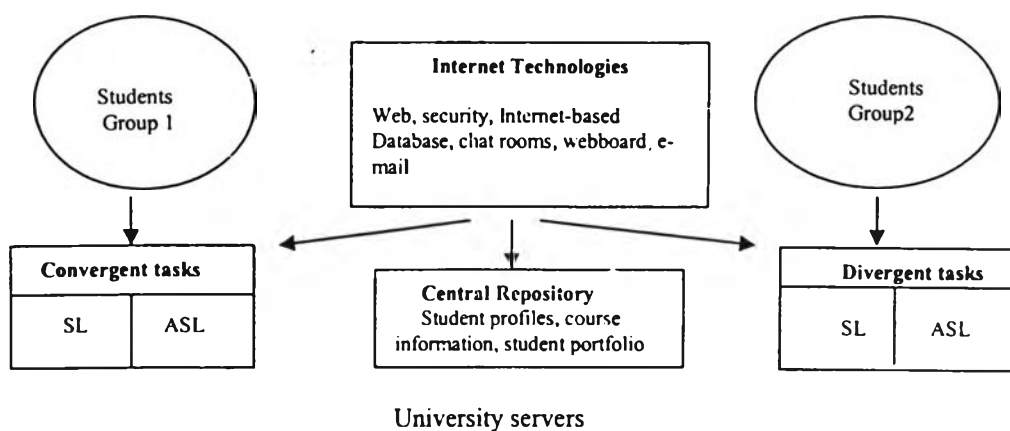 Students
Group 1
Internet Technologies
Web, security, Internet-based
Database, chat rooms, webboard, e-
mail
Students
Group2
Convergent tasks
SL
ASL
Central Repository
Student profiles, course
information, student portfolio
Divergent tasks
SL
ASL
University servers